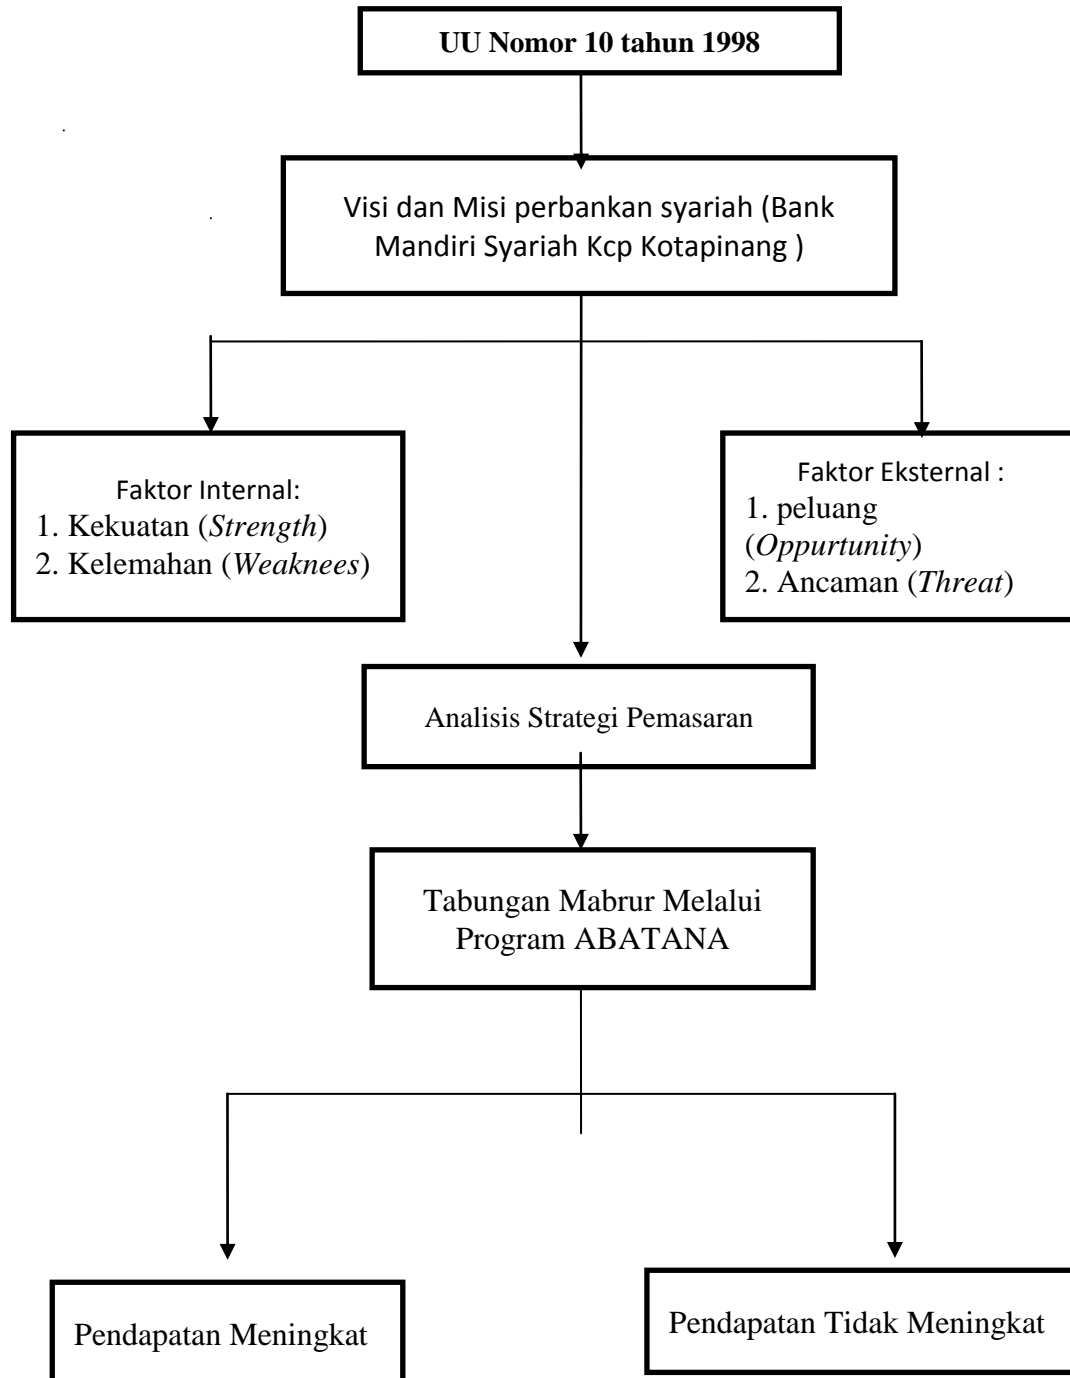 UU Nomor 10 tahun 1998
Visi dan Misi perbankan syariah (Bank
Mandiri Syariah Kcp Kotapinang )
Faktor Internal:
1. Kekuatan (Strength)
2. Kelemahan (Weaknees)
Faktor Eksternal :
1. peluang
(Oppurtunity)
2. Ancaman (Threat)
Analisis Strategi Pemasaran
Tabungan Mabrur Melalui
Program ABATANA
Pendapatan Meningkat
Pendapatan Tidak Meningkat